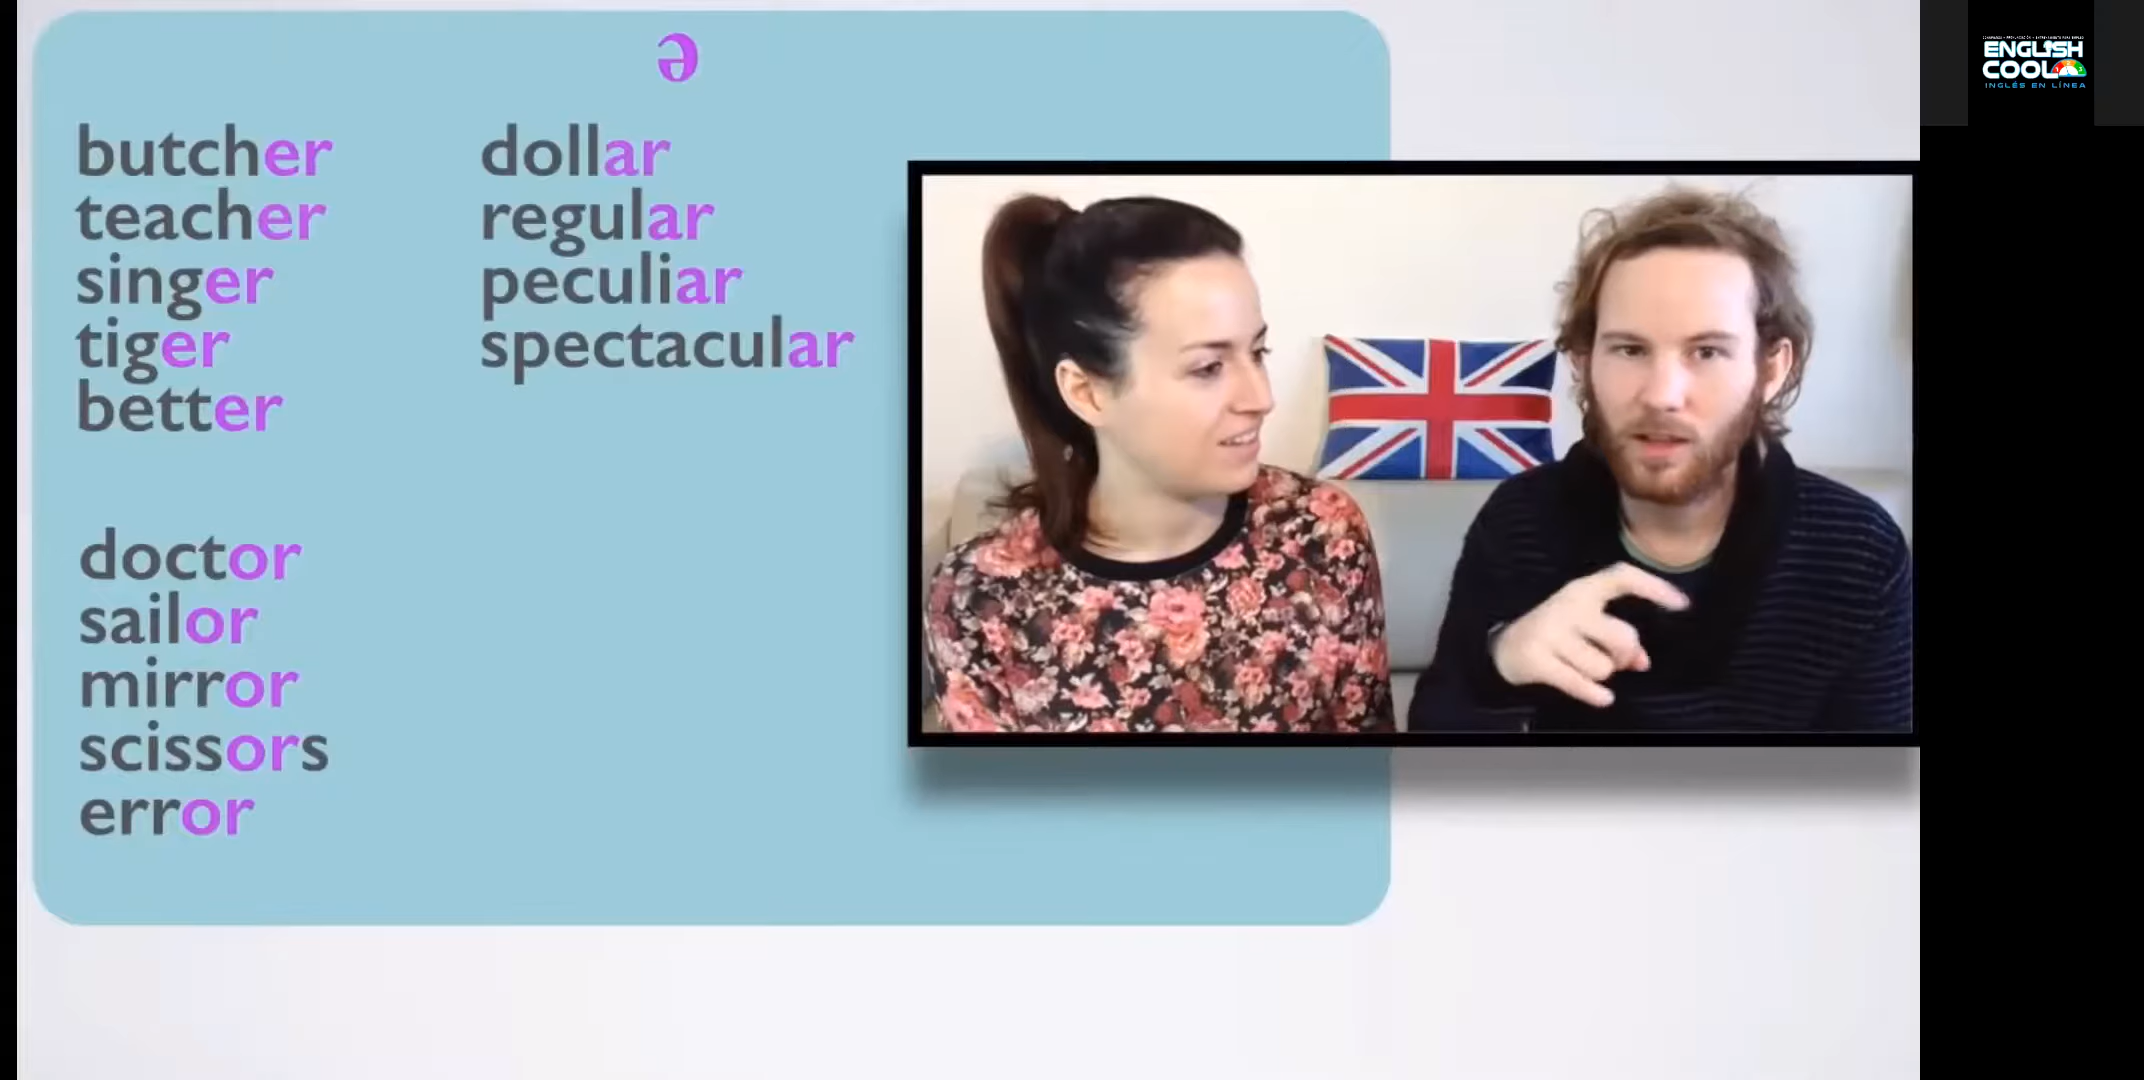 ə
butcher
teacher
singer
tiger
better
doctor
sailor
mirror
scissors
error
dollar
regular
peculiar
spectacular
ENGLISH
COOL
INGLÉS EN LÍNEA